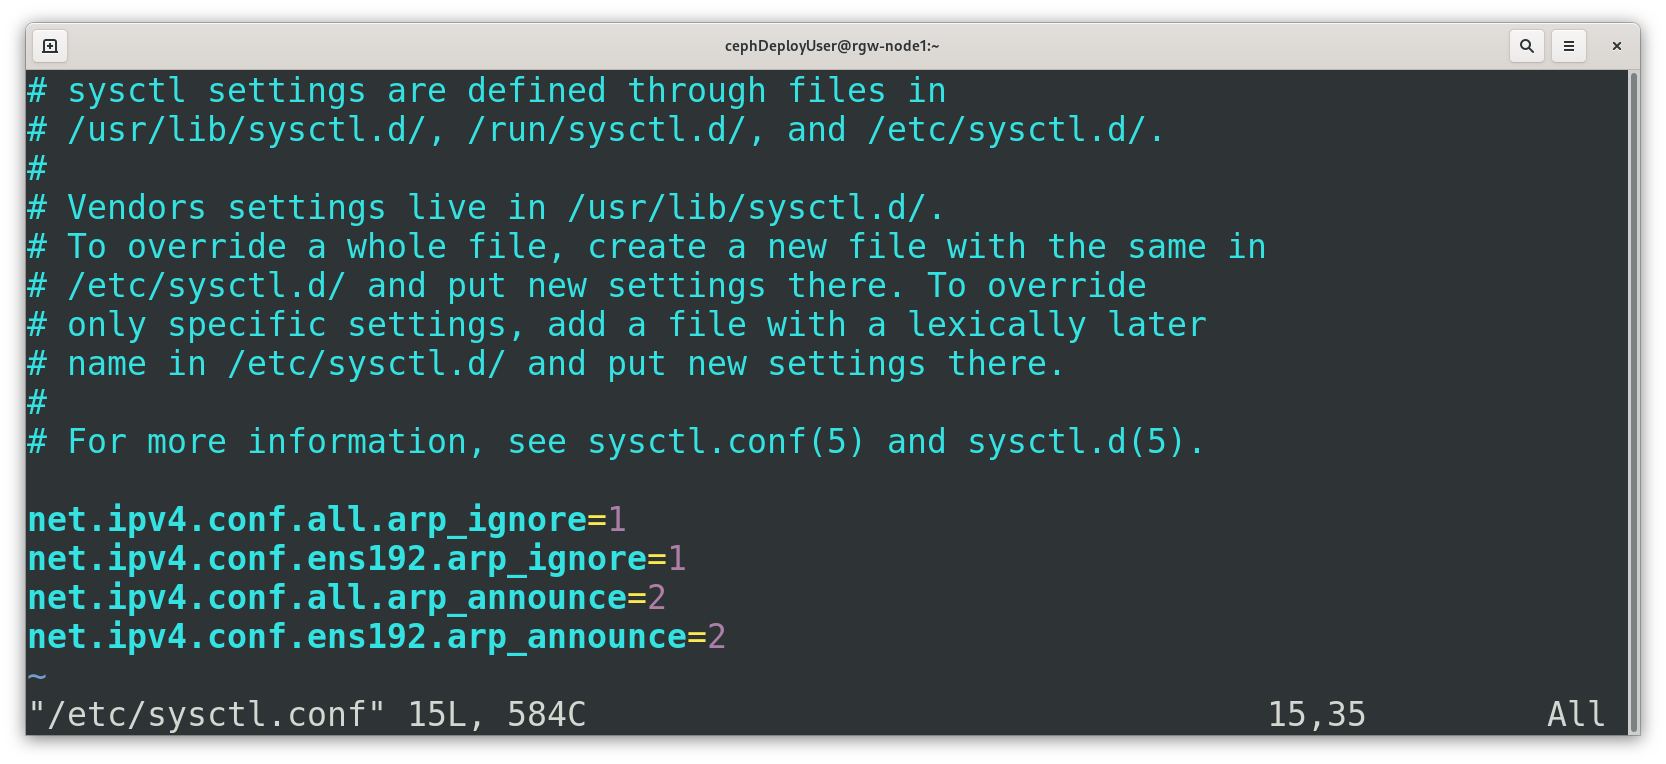 cephDeployUser@rgw-node1:~
# sysctl settings are defined through files in
# /usr/lib/sysctl.d/, /run/sysctl.d/, and /etc/sysctl.d/.
#
# Vendors settings live in /usr/lib/sysctl.d/.
# To override a whole file, create a new file with the same in
# /etc/sysctl.d/ and put new settings there. To override
# only specific settings, add a file with a lexically later
# name in /etc/sysctl.d/ and put new settings there.
#
# For more information, see sysctl.conf(5) and sysctl.d(5).

net.ipv4.conf.all.arp_ignore=1
net.ipv4.conf.ens192.arp_ignore=1
net.ipv4.conf.all.arp_announce=2
net.ipv4.conf.ens192.arp_announce=2
~
"/etc/sysctl.conf" 15L, 584C 15,35 All